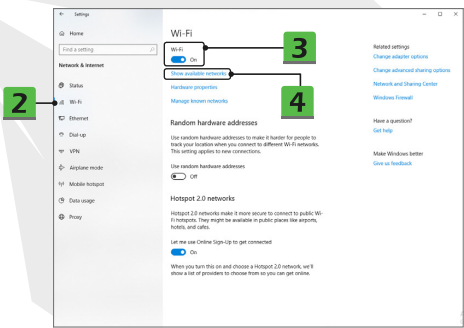 Settings
Home
Find a setting
Network & Internet
Status
Wi-Fi
Ethernet
Dial-up
VPN
Airplane mode
Mobile hotspot
Data usage
Proxy
2
Wi-Fi
Wi-Fi
On
3
Show available networks
4
Hardware properties
Manage known networks
Random hardware addresses
Use random hardware addresses to make it harder for people to
track your location when you connect to different Wi-Fi networks.
This setting applies to new connections.
Use random hardware addresses
Off
Hotspot 2.0 networks
Hotspot 2.0 networks make it more secure to connect to public Wi-
Fi hotspots. They might be available in public places like airports,
hotels, and cafes.
Let me use Online Sign-Up to get connected
On
When you turn this on and choose a Hotspot 2.0 network, we'll
show a list of providers to choose from so you can get online.
Related settings
Change adapter options
Change advanced sharing options
Network and Sharing Center
Windows Firewall
Have a question?
Get help
Make Windows better
Give us feedback